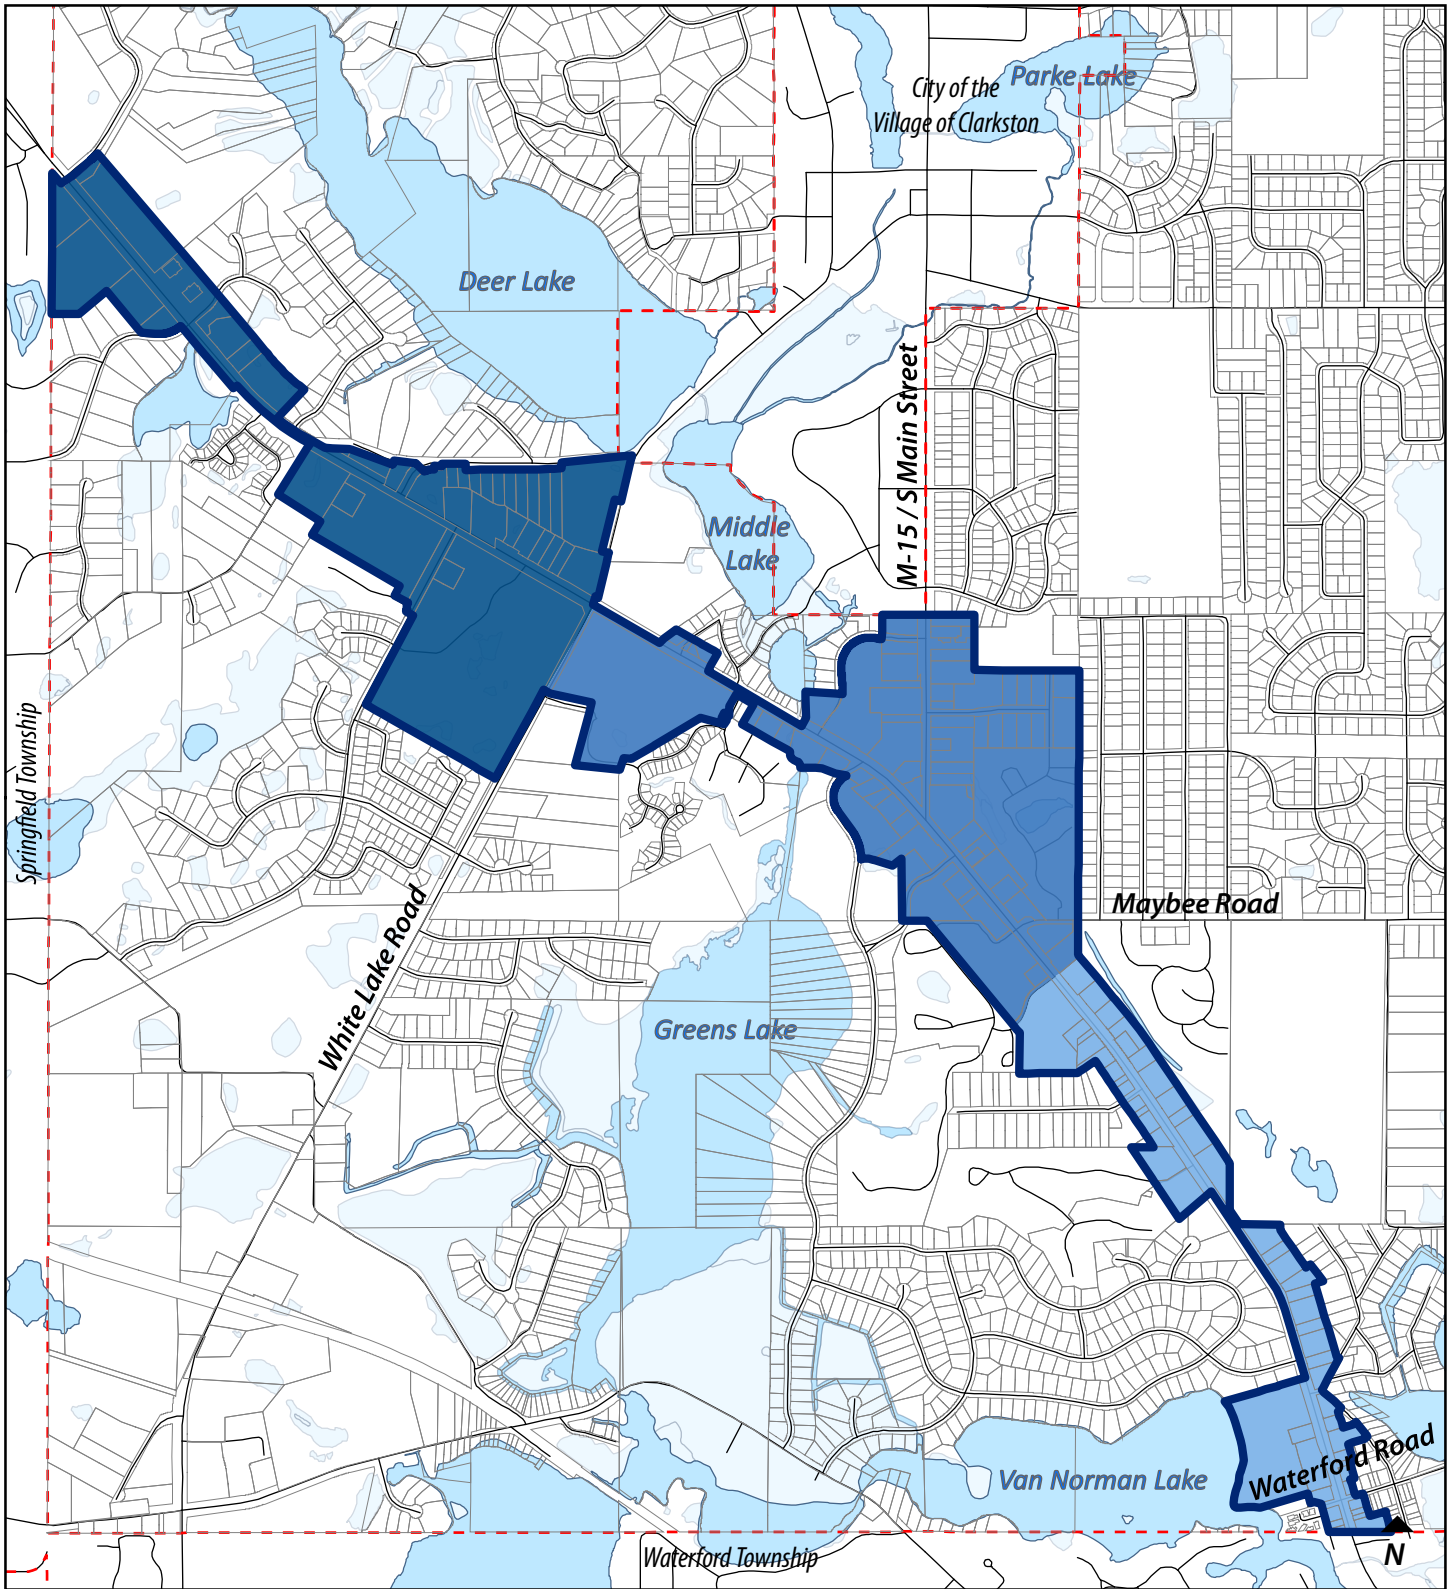 City of the
Village of Clarkston
Parke Lake
Deer Lake
M-15 / S Main Street
Middle
Lake
Springfield Township
Maybee Road
White Lake Road
Greens Lake
Van Norman Lake
Waterford Road
Waterford Township
N